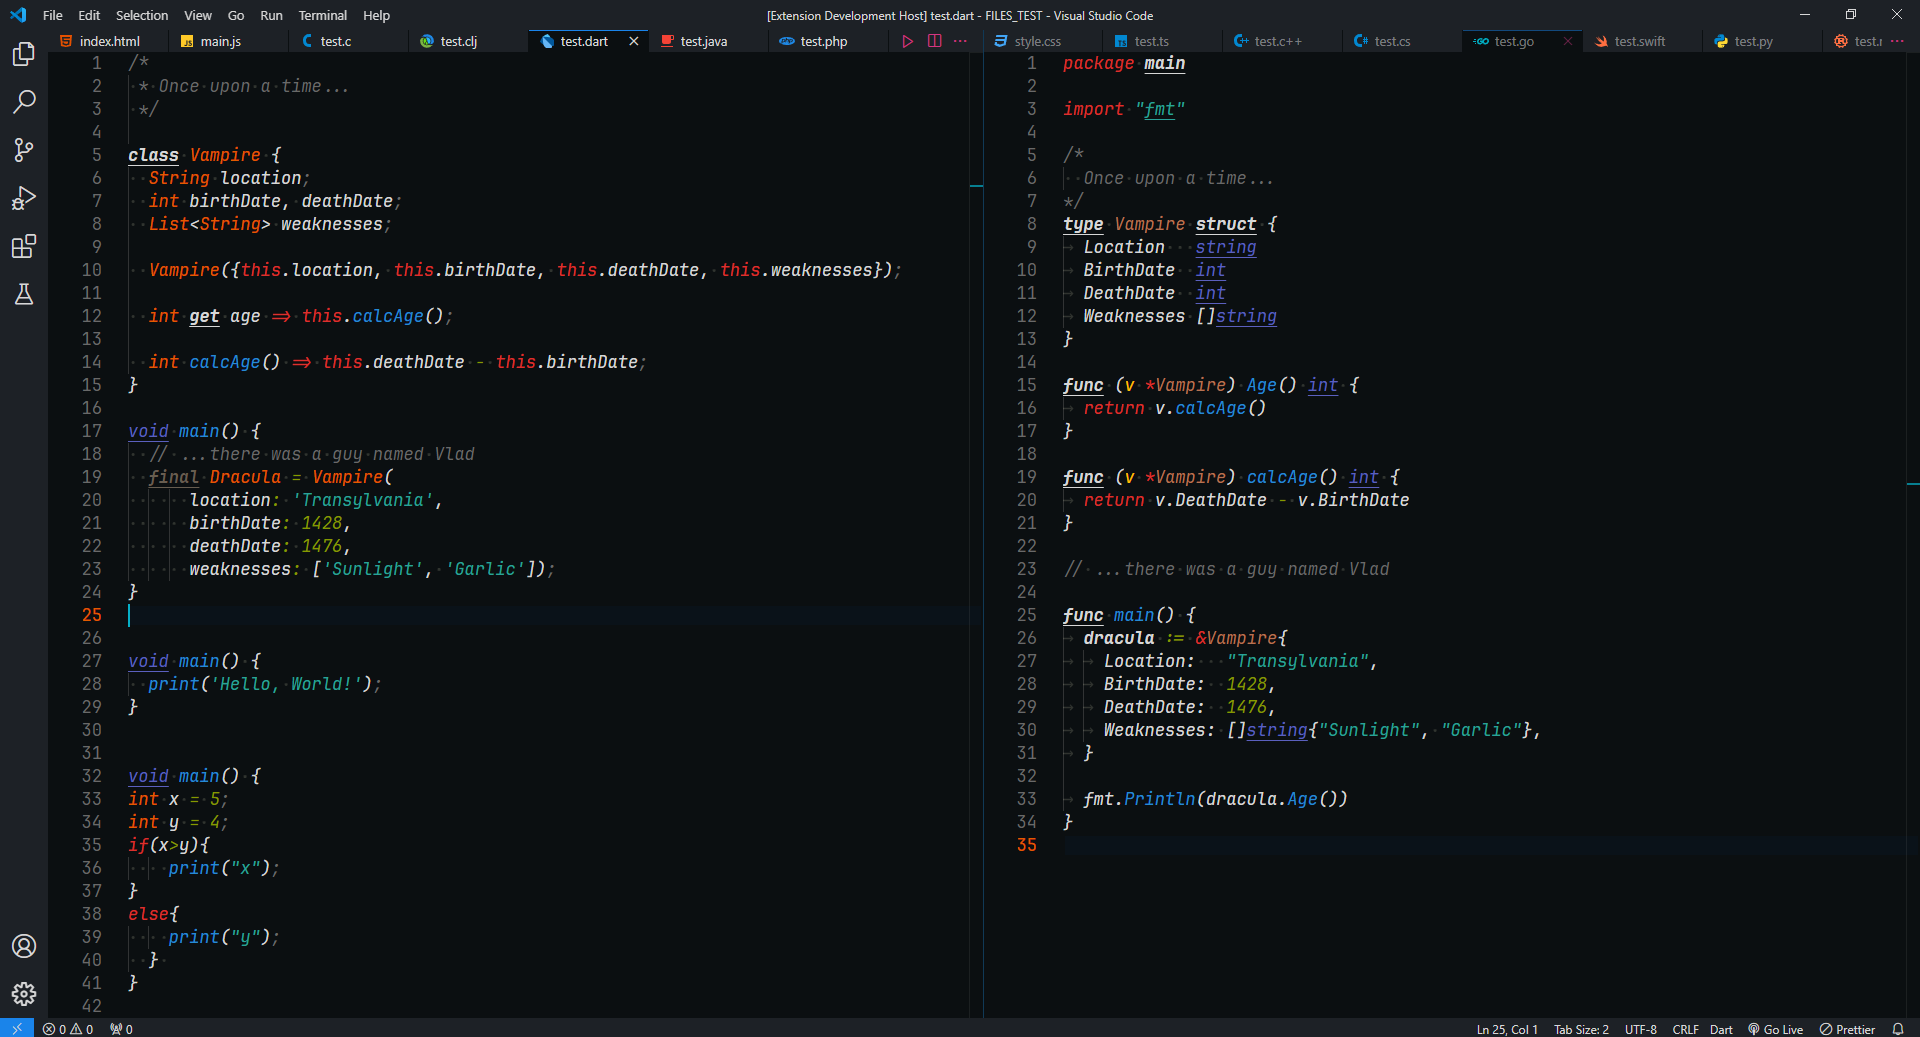 File Edit Selection View Go Run Terminal Help
[Extension Development Host] test.dart - FILES_TEST - Visual Studio Code
index.html main.js test.c test.clj test.dart test.java test.php
1 /*
2  * Once upon a time...
3  */
4
5 class Vampire {
6   String location;
7   int birthDate, deathDate;
8   List<String> weaknesses;
9
10   Vampire({this.location, this.birthDate, this.deathDate, this.weaknesses});
11
12   int get age => this.calcAge();
13
14   int calcAge() => this.deathDate - this.birthDate;
15 }
16
17 void main() {
18   // ...there was a guy named Vlad
19   final Dracula = Vampire(
20       location: 'Transylvania',
21       birthDate: 1428,
22       deathDate: 1476,
23       weaknesses: ['Sunlight', 'Garlic']);
24 }
25
26
27 void main() {
28   print('Hello, World!');
29 }
30
31
32 void main() {
33 int x = 5;
34 int y = 4;
35 if(x>y){
36     print("x");
37 }
38 else{
39     print("y");
40   }
41 }
42
style.css test.ts test.c++ test.cs test.go test.swift test.py
1 package main
2
3 import "fmt"
4
5 /*
6   Once upon a time...
7 */
8 type Vampire struct {
9   Location   string
10   BirthDate  int
11   DeathDate  int
12   Weaknesses []string
13 }
14
15 func (v *Vampire) Age() int {
16   return v.calcAge()
17 }
18
19 func (v *Vampire) calcAge() int {
20   return v.DeathDate - v.BirthDate
21 }
22
23 // ...there was a guy named Vlad
24
25 func main() {
26   dracula := &Vampire{
27     Location:   "Transylvania",
28     BirthDate:  1428,
29     DeathDate:  1476,
30     Weaknesses: []string{"Sunlight", "Garlic"},
31   }
32
33   fmt.Println(dracula.Age())
34 }
35
0 0 0
Ln 25, Col 1 Tab Size: 2 UTF-8 CRLF Dart Go Live Prettier